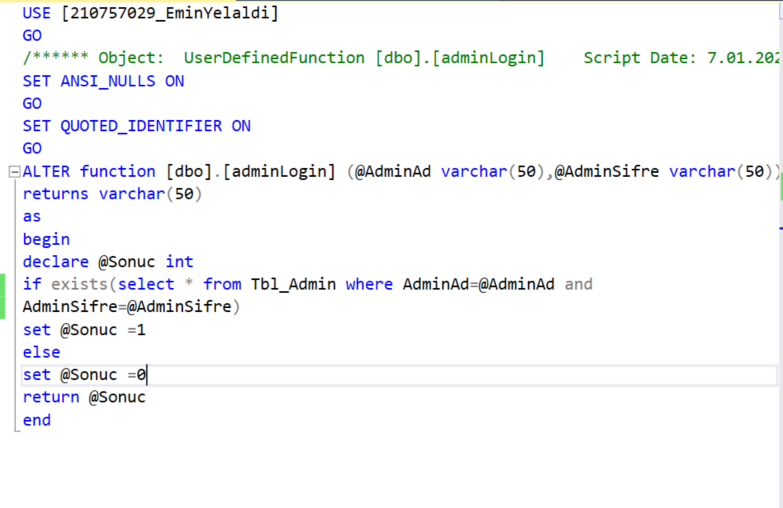 USE [210757029_EminYelaldi]
GO
/****** Object:  UserDefinedFunction [dbo].[adminLogin]    Script Date: 7.01.202
SET ANSI_NULLS ON
GO
SET QUOTED_IDENTIFIER ON
GO
ALTER function [dbo].[adminLogin] (@AdminAd varchar(50),@AdminSifre varchar(50))
returns varchar(50)
as
begin
declare @Sonuc int
if exists(select * from Tbl_Admin where AdminAd=@AdminAd and
AdminSifre=@AdminSifre)
set @Sonuc =1
else
set @Sonuc =0
return @Sonuc
end